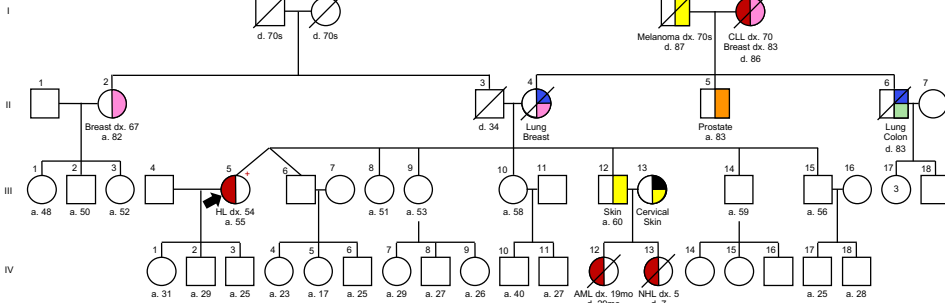 I
d. 70s d. 70s
Melanoma dx. 70s
d. 87
CLL dx. 70
Breast dx. 83
d. 86
II
1 2 3 4 5 6 7
Breast dx. 67
a. 82
d. 34
Lung
Breast
Prostate
a. 83
Lung
Colon
d. 83
III
1 2 3 4 5 + 6 7 8 9 10 11 12 13 14 15 16 17 18
3
a. 48 a. 50 a. 52
HL dx. 54
a. 55
a. 51 a. 53 a. 58
Skin
a. 60
Cervical
Skin
a. 59 a. 56
IV
1 2 3 4 5 6 7 8 9 10 11 12 13 14 15 16 17 18
a. 31 a. 29 a. 25 a. 23 a. 17 a. 25 a. 29 a. 27 a. 26 a. 40 a. 27
AML dx. 19mo
NHL dx. 5
a. 25 a. 28